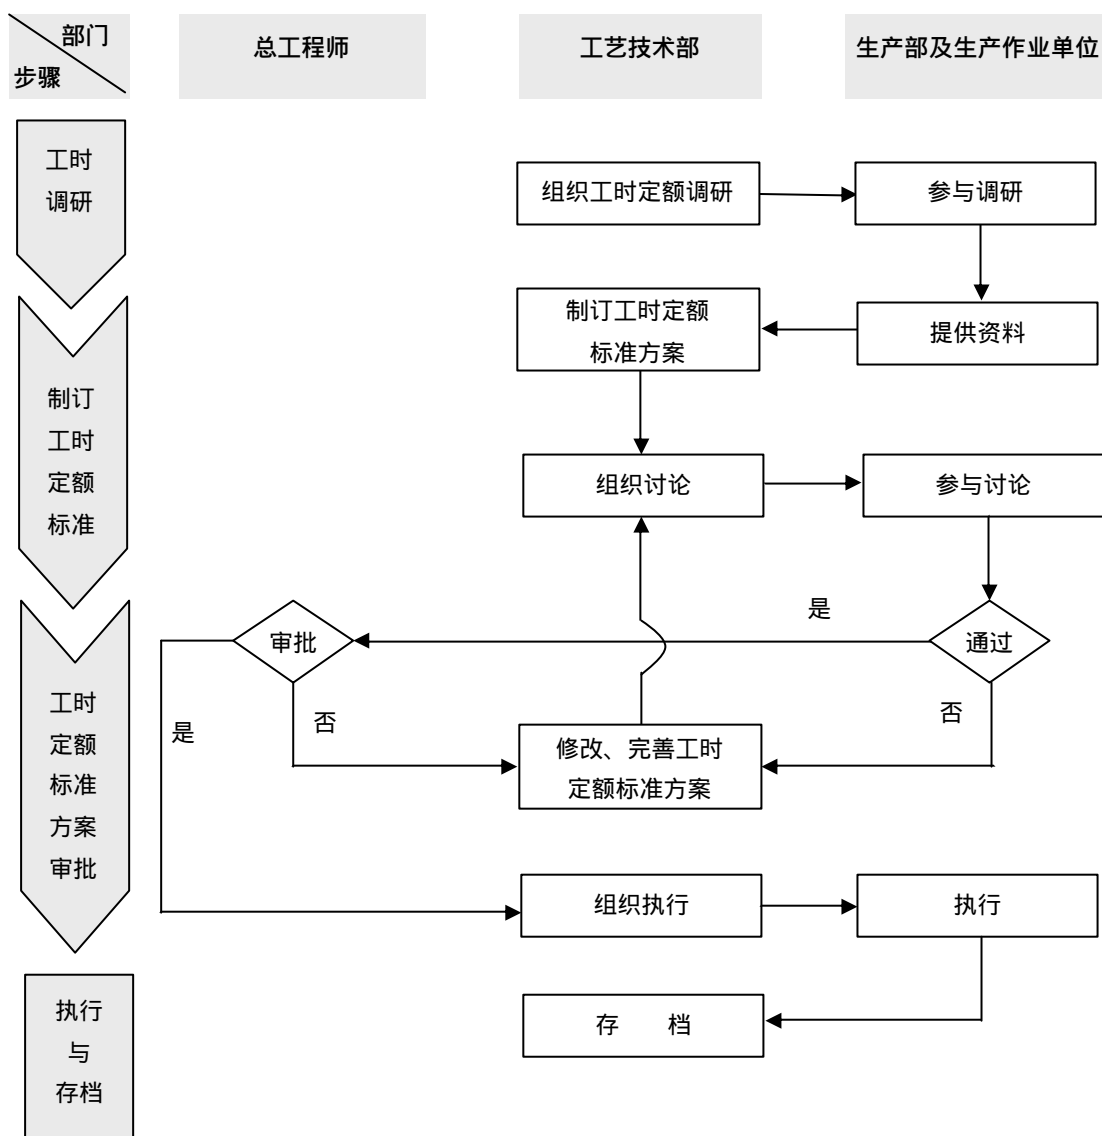 部门
步骤
总工程师
工艺技术部
生产部及生产作业单位
工时
调研
组织工时定额调研
参与调研
制订工时定额
标准方案
提供资料
制订
工时
定额
标准
组织讨论
参与讨论
是
审批
通过
工时
定额
标准
方案
审批
是
否
否
修改、完善工时
定额标准方案
组织执行
执行
执行
与
存档
存 档